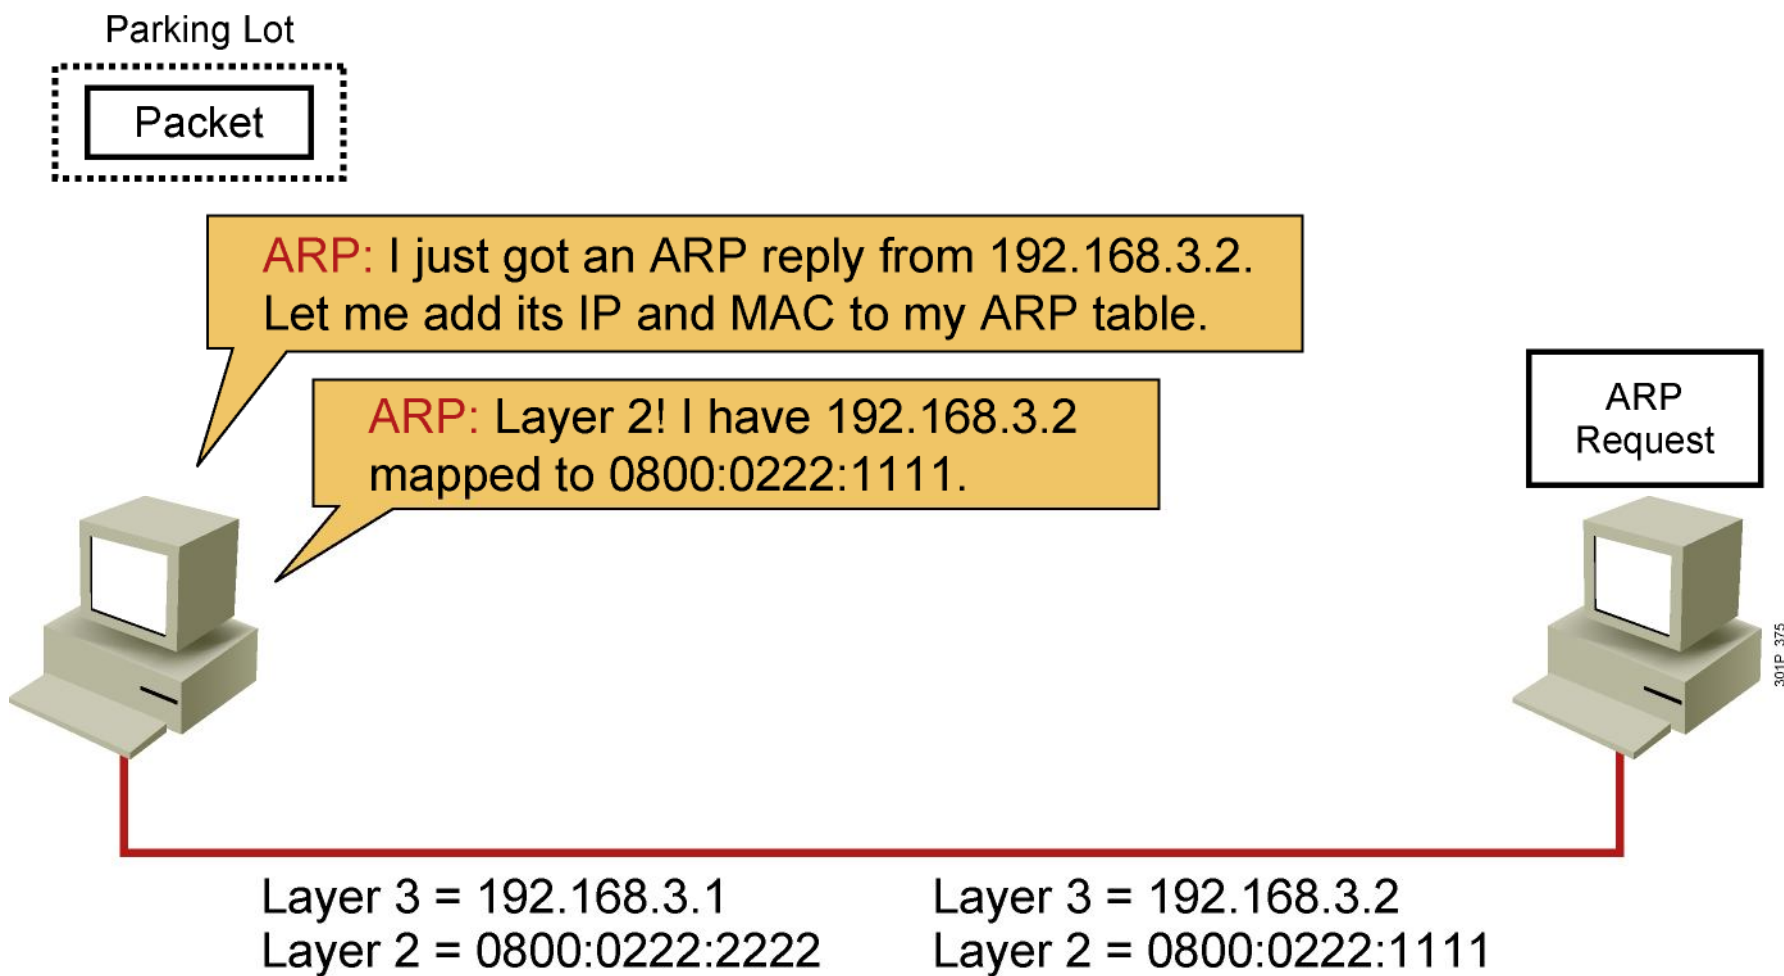 Parking Lot
Packet
ARP: I just got an ARP reply from 192.168.3.2.
Let me add its IP and MAC to my ARP table.
ARP: Layer 2! I have 192.168.3.2
mapped to 0800:0222:1111.
ARP
Request
301P_375
Layer 3 = 192.168.3.1
Layer 2 = 0800:0222:2222
Layer 3 = 192.168.3.2
Layer 2 = 0800:0222:1111